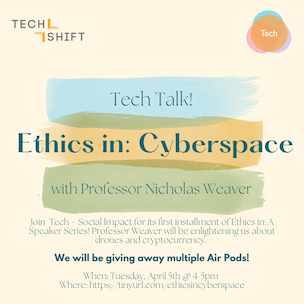 TECH
SHIFT
Tech
Tech Talk!
Ethics in: Cyberspace
with Professor Nicholas Weaver
Join Tech + Social Impact for its first installment of Ethics in: A
Speaker Series! Professor Weaver will be enlightening us about
drones and cryptocurrency.
We will be giving away multiple Air Pods!
When: Tuesday, April 5th @ 4-5pm
Where: https://tinyurl.com/ethicsincyberspace